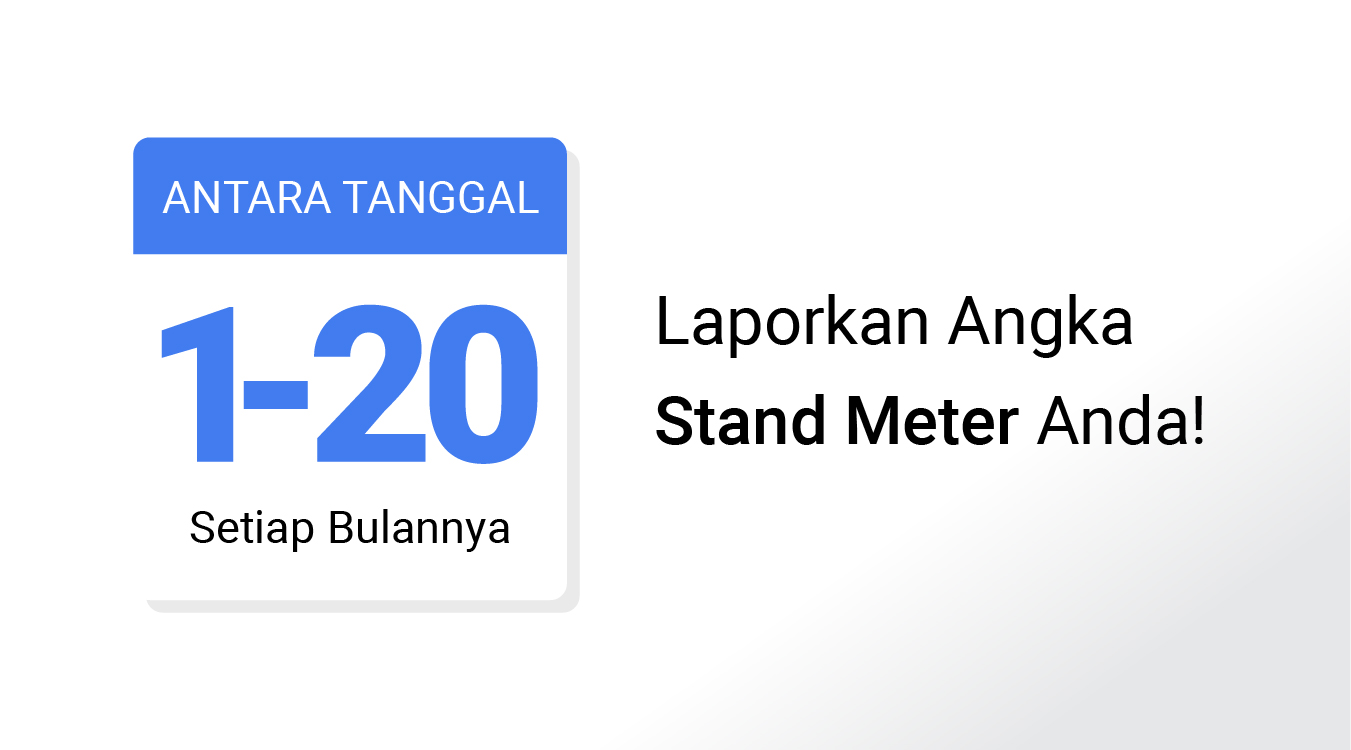 ANTARA TANGGAL
1-20
Setiap Bulannya
Laporkan Angka
Stand Meter Anda!